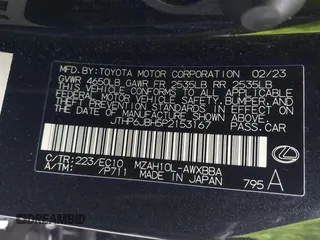 MFD. BY: TOYOTA MOTOR CORPORATION 02/23
GVWR 4650LB GAWR FR 2535LB RR 2535LB
THIS VEHICLE CONFORMS TO ALL APPLICABLE
FEDERAL MOTOR VEHICLE SAFETY, BUMPER, AND
THEFT PREVENTION STANDARDS IN EFFECT ON THE
DATE OF MANUFACTURE SHOWN ABOVE.
JTHP6JBH5P2153167 PASS.CAR
C/TR: 223/EC10 MZAH10L-AWXBBA
A/TM: /P711 MADE IN JAPAN 795 A